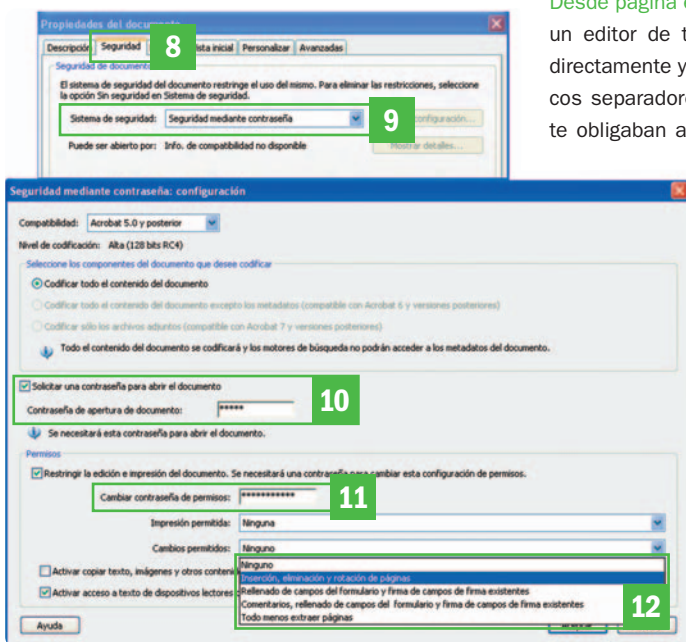 Propiedades del documento
Descripción Seguridad 8 Vista inicial Personalizar Avanzadas
Seguridad de documento
El sistema de seguridad del documento restringe el uso del mismo. Para eliminar las restricciones, seleccione
la opción Sin seguridad en Sistema de seguridad.
Sistema de seguridad: Seguridad mediante contraseña 9 configuración...
Puede ser abierto por: Info. de compatibilidad no disponible Mostrar detalles...
Desde página
un editor de
directamente y
cos separadore
te obligaban a
Seguridad mediante contraseña: configuración
Compatibilidad: Acrobat 5.0 y posterior
Nivel de codificación: Alta (128 bits RC4)
Seleccione los componentes del documento que desee codificar
Codificar todo el contenido del documento
Codificar todo el contenido del documento excepto los metadatos (compatible con Acrobat 6 y versiones posteriores)
Codificar sólo los archivos adjuntos (compatible con Acrobat 7 y versiones posteriores)
Todo el contenido del documento se codificará y los motores de búsqueda no podrán acceder a los metadatos del documento.
Solicitar una contraseña para abrir el documento
Contraseña de apertura de documento: ***** 10
Se necesitará esta contraseña para abrir el documento.
Permisos
Restringir la edición e impresión del documento. Se necesitará una contraseña para cambiar esta configuración de permisos.
Cambiar contraseña de permisos: *********** 11
Impresión permitida: Ninguna
Cambios permitidos: Ninguno
Activar copiar texto, imágenes y otros conteni
Activar acceso a texto de dispositivos lectores
Ninguno
Inserción, eliminación y rotación de páginas
Rellenado de campos del formulario y firma de campos de firma existentes
Comentarios, rellenado de campos del formulario y firma de campos de firma existentes
Todo menos extraer páginas
12
Ayuda